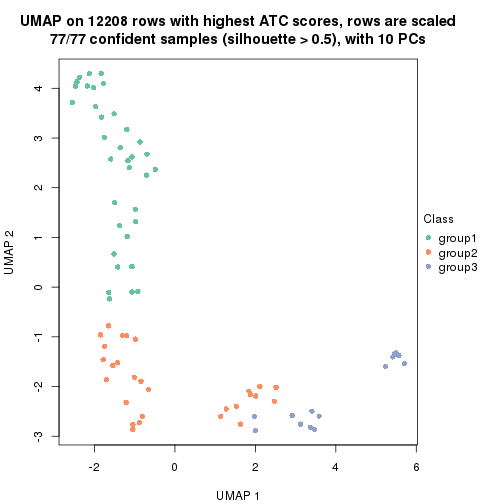 UMAP on 12208 rows with highest ATC scores, rows are scaled
77/77 confident samples (silhouette > 0.5), with 10 PCs
4
3
2
1
0
-1
-2
-3
UMAP 2
-2
0
2
4
6
UMAP 1
Class
group1
group2
group3